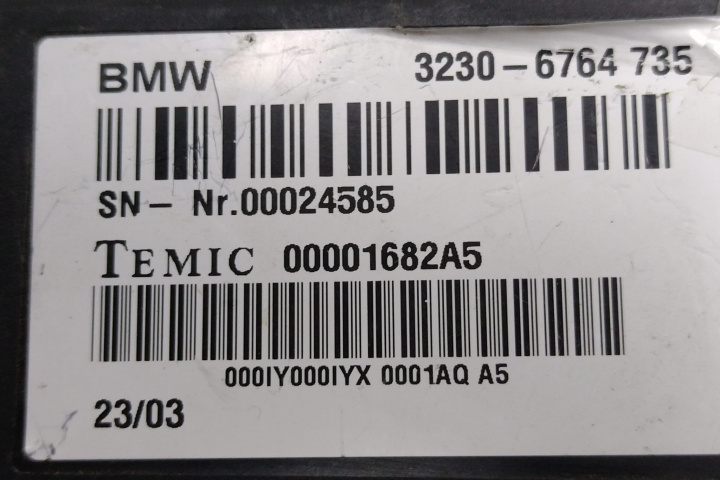 BMW 3230-6764 735
SN- Nr.00024585
TEMIC 00001682A5
000IY000IYX 0001AQ A5
23/03